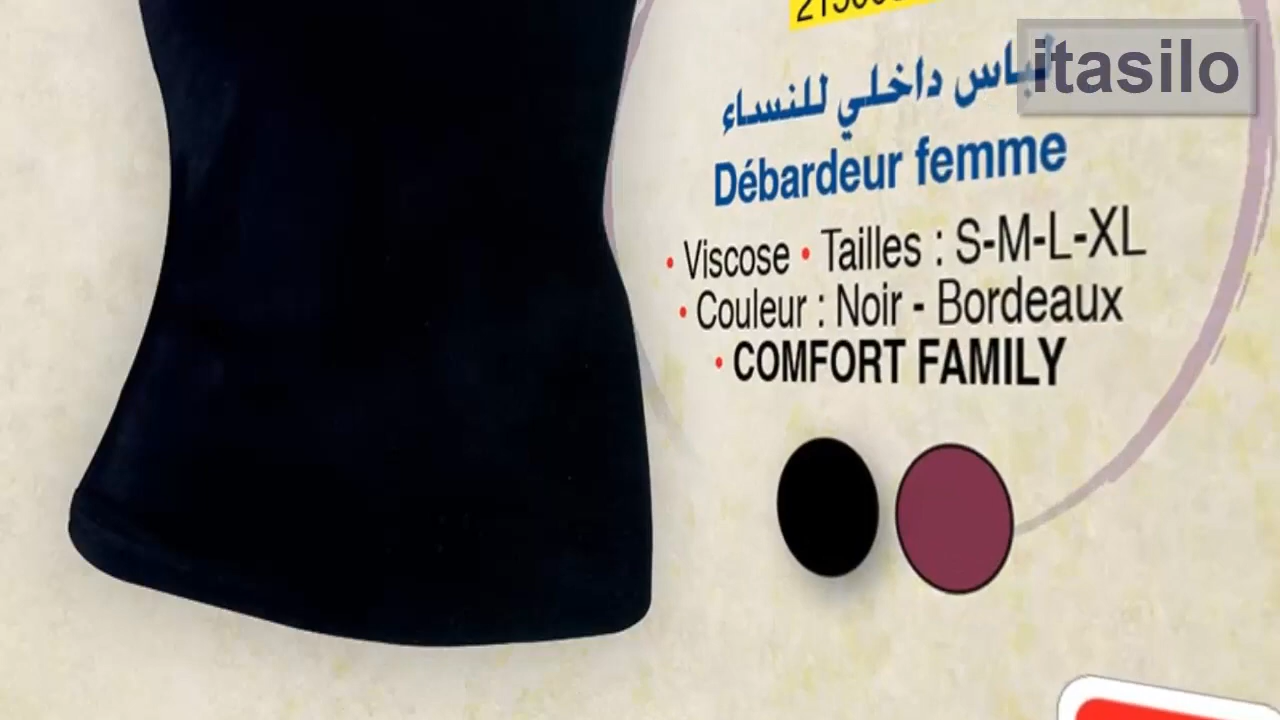 itasilo
لباس داخلي للنساء
Débardeur femme
• Viscose • Tailles : S-M-L-XL
• Couleur : Noir - Bordeaux
• COMFORT FAMILY